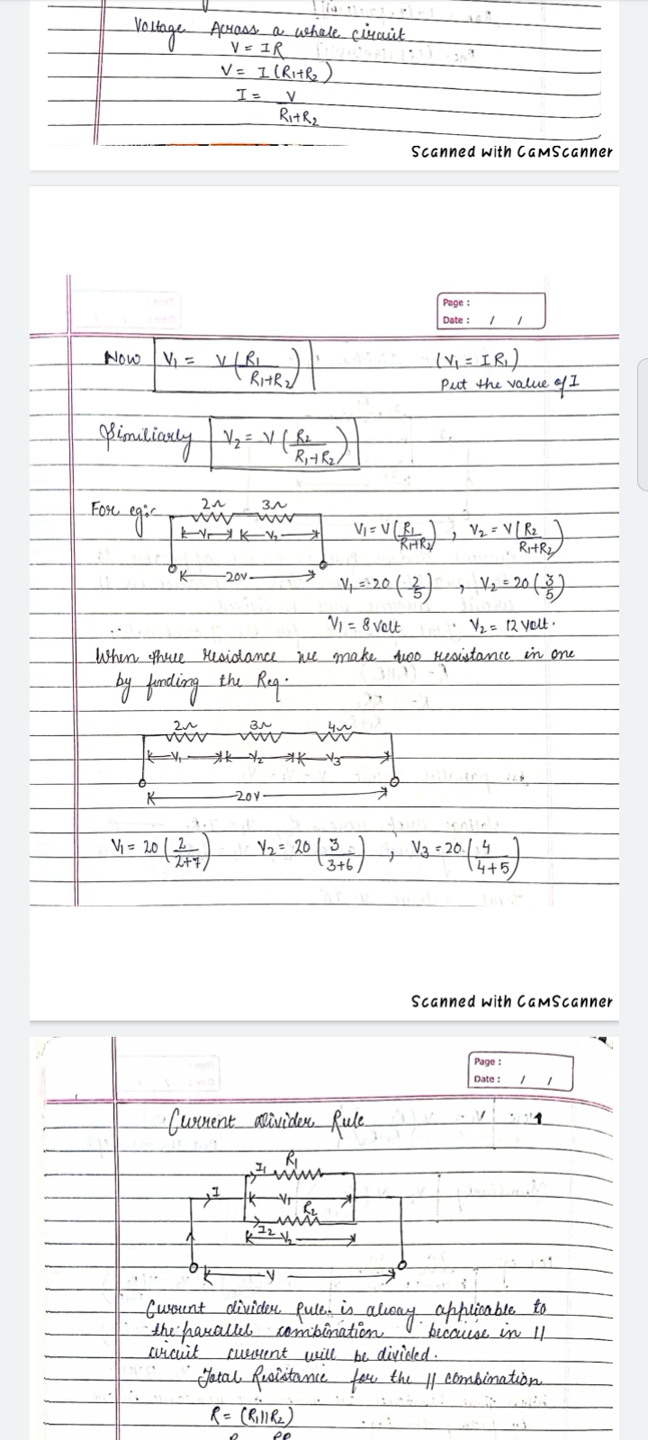 Voltage Across a whole circuit
V = IR
V = I (R1+R2)
I = V
R1+R2
Scanned with CamScanner
Page :
Date : / /
Now V1 = V (R1 / R1+R2) (V1 = IR1)
Put the value of I
Similiarly V2 = V (R2 / R1+R2)
For eg:-
2Ω 3Ω
V1 V2
20V
V1 = V (R1 / R1+R2) , V2 = V (R2 / R1+R2)
V1 = 20 (2/5) , V2 = 20 (3/5)
V1 = 8 volt V2 = 12 volt.
When three residance we make two resistance in one
by finding the Req.
2Ω 3Ω 4Ω
V1 V2 V3
20V
V1 = 20 (2 / 2+7) V2 = 20 (3 / 3+6) , V3 = 20 (4 / 4+5)
Scanned with CamScanner
Page :
Date : / /
Current divider Rule
R1
I1
I V1
R2
I2 V2
V
Current divider Rule is alway applicable to
the parallel combination because in ||
circuit current will be divided.
Total Resistance for the || combination
R = (R1||R2)